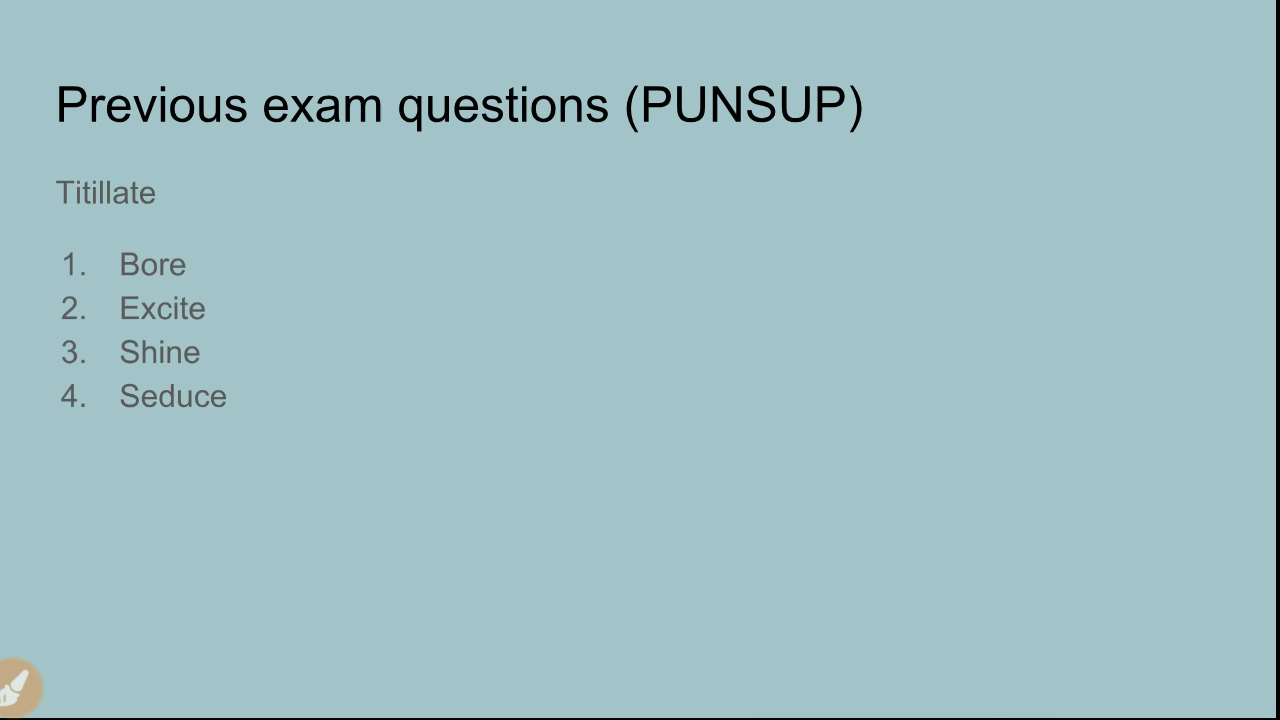 Previous exam questions (PUNSUP)
Titillate
1. Bore
2. Excite
3. Shine
4. Seduce